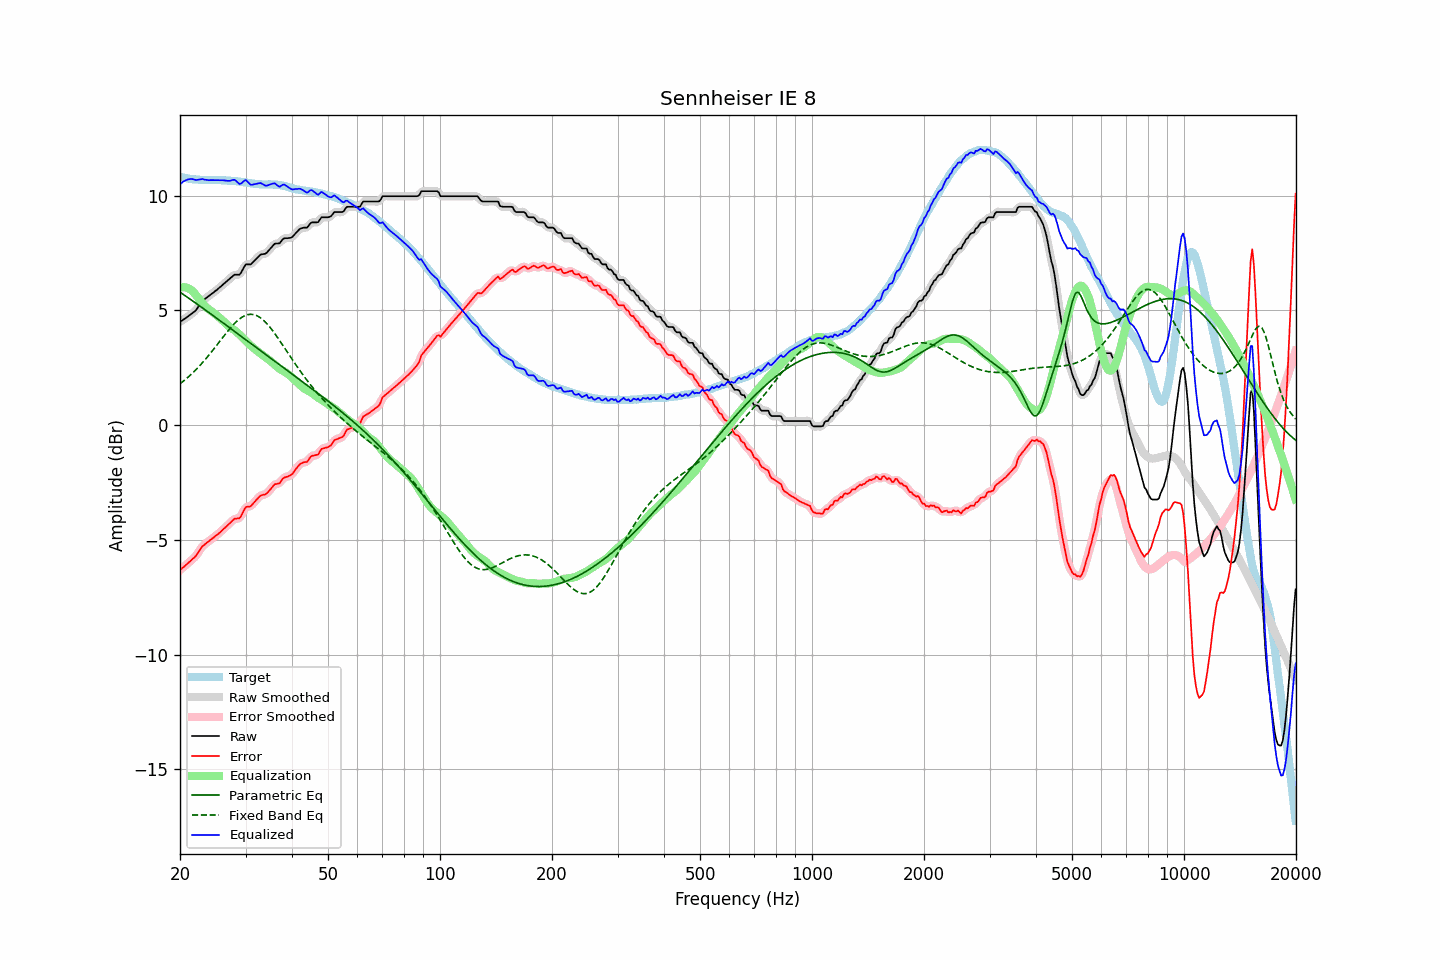 Sennheiser IE 8
Amplitude (dBr)
10
5
0
−5
−10
−15
Target
Raw Smoothed
Error Smoothed
Raw
Error
Equalization
Parametric Eq
Fixed Band Eq
Equalized
20 50 100 200 500 1000 2000 5000 10000 20000
Frequency (Hz)